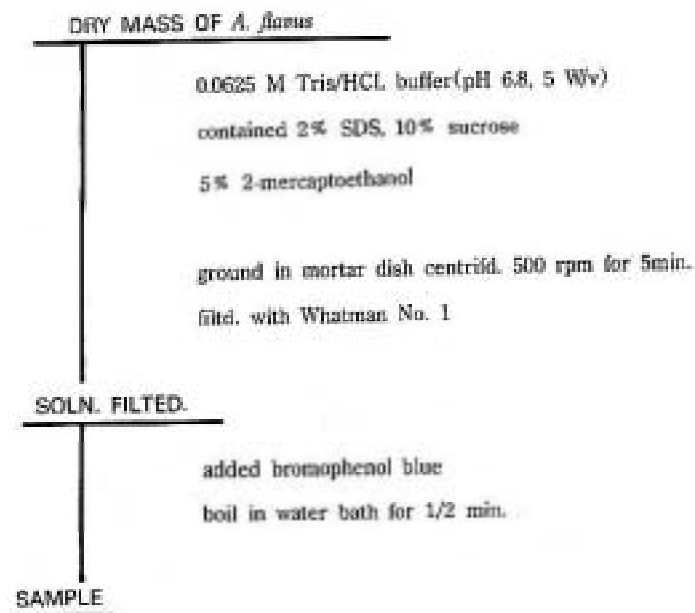 DRY MASS OF A. flavus
0.0625 M Tris/HCL buffer(pH 6.8, 5 W/v)
contained 2% SDS, 10% sucrose
5% 2-mercaptoethanol
ground in mortar dish centrifd. 500 rpm for 5min.
filtd. with Whatman No. 1
SOLN. FILTED.
added bromophenol blue
boil in water bath for 1/2 min.
SAMPLE